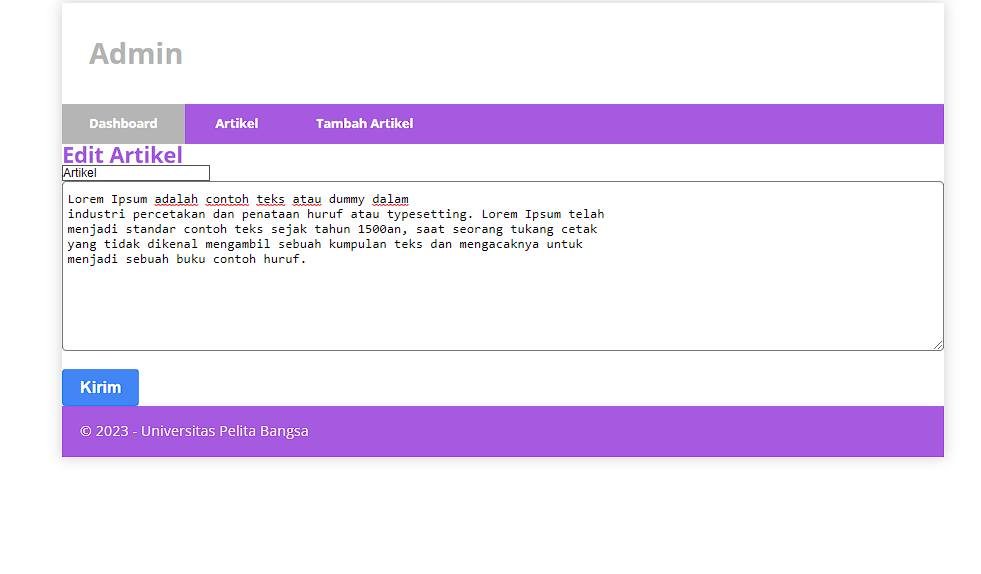 Admin
Dashboard Artikel Tambah Artikel
Edit Artikel
Artikel
Lorem Ipsum adalah contoh teks atau dummy dalam
industri percetakan dan penataan huruf atau typesetting. Lorem Ipsum telah
menjadi standar contoh teks sejak tahun 1500an, saat seorang tukang cetak
yang tidak dikenal mengambil sebuah kumpulan teks dan mengacaknya untuk
menjadi sebuah buku contoh huruf.
Kirim
© 2023 - Universitas Pelita Bangsa